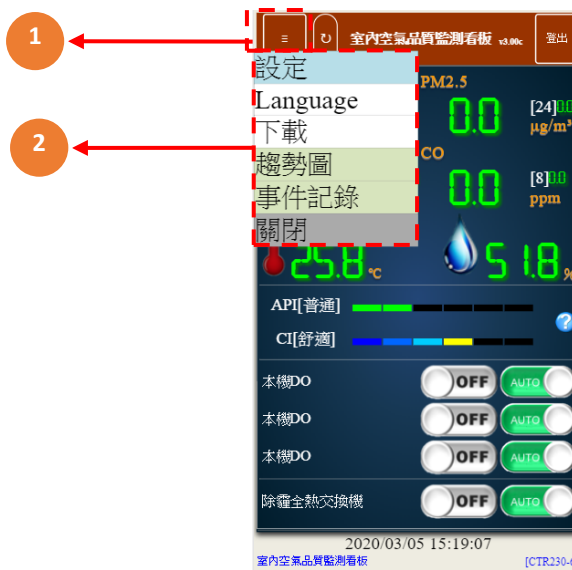 1
≡ ↻ 室內空氣品質監測看板 v3.00c 登出
設定
Language
下載
趨勢圖
事件記錄
關閉
2
PM2.5
0.0 [24]0.0
μg/m³
CO
0.0 [8]0.0
ppm
25.8 °C 51.8 %
API[普通]
?
CI[舒適]
本機DO OFF AUTO
本機DO OFF AUTO
本機DO OFF AUTO
除霾全熱交換機 OFF AUTO
2020/03/05 15:19:07
室內空氣品質監測看板 [CTR230-